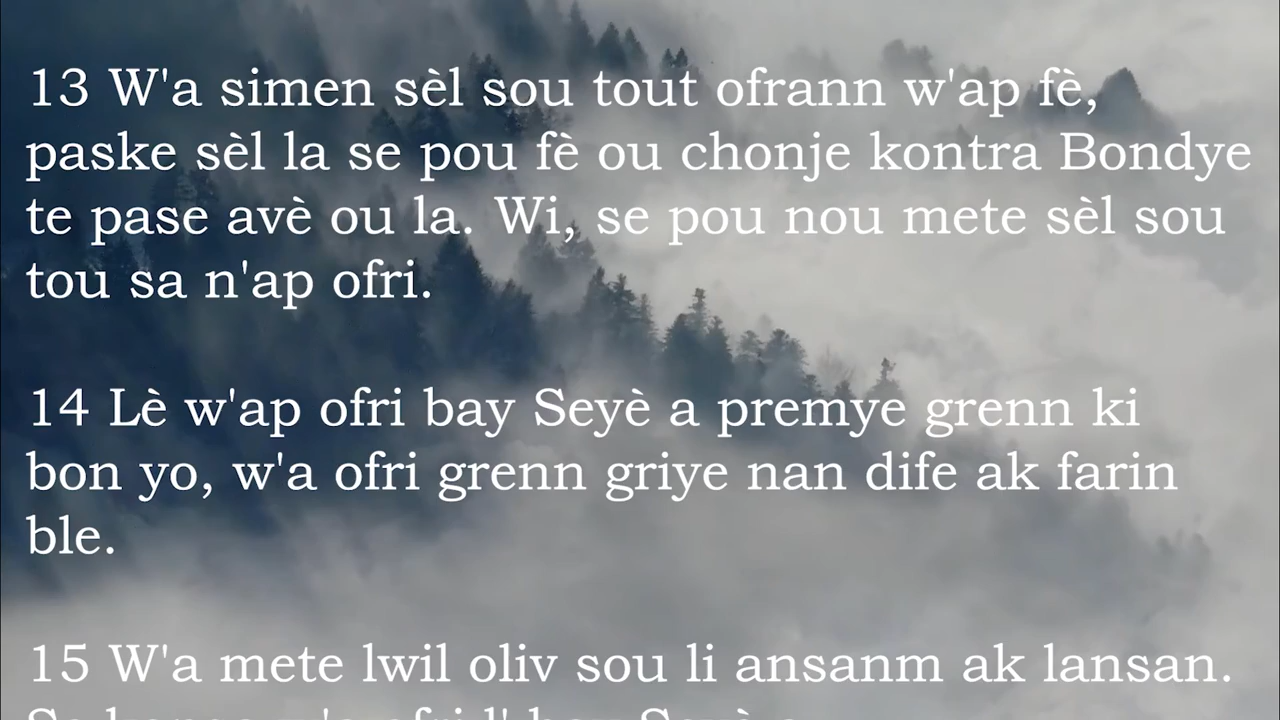 13 W'a simen sèl sou tout ofrann w'ap fè,
paske sèl la se pou fè ou chonje kontra Bondye
te pase avè ou la. Wi, se pou nou mete sèl sou
tou sa n'ap ofri.
14 Lè w'ap ofri bay Seyè a premye grenn ki
bon yo, w'a ofri grenn griye nan dife ak farin
ble.
15 W'a mete lwil oliv sou li ansanm ak lansan.